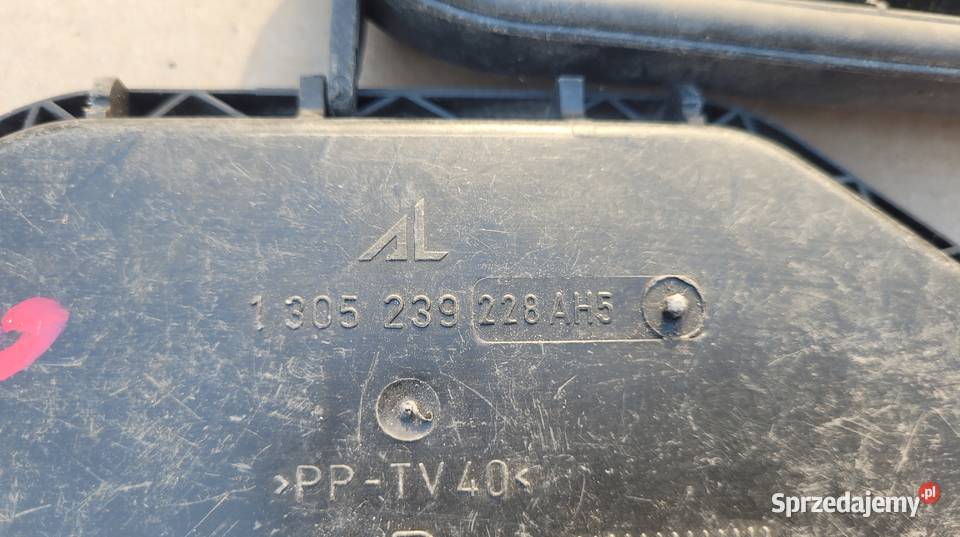 AL
1 305 239 228AH5
>PP-TV40<
Sprzedajemy.pl